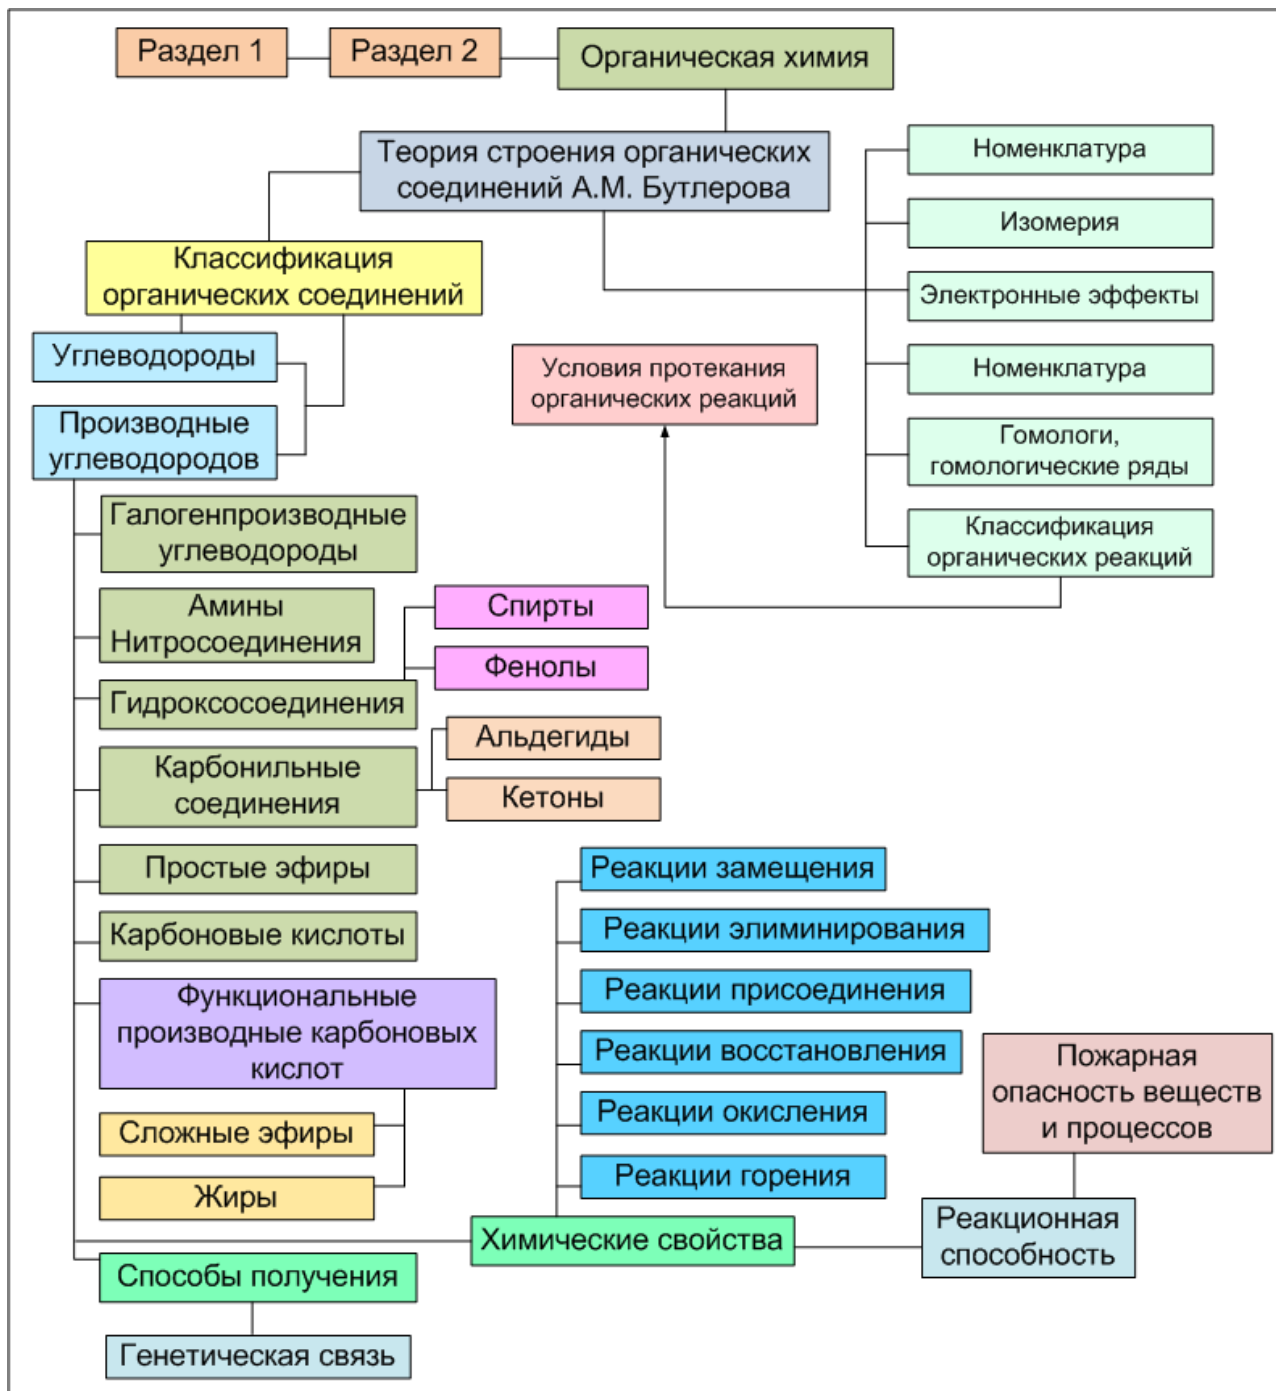 Раздел 1
Раздел 2
Органическая химия
Теория строения органических
соединений А.М. Бутлерова
Номенклатура
Изомерия
Электронные эффекты
Номенклатура
Гомологи,
гомологические ряды
Классификация
органических реакций
Классификация
органических соединений
Углеводороды
Производные
углеводородов
Условия протекания
органических реакций
Галогенпроизводные
углеводороды
Амины
Нитросоединения
Гидроксосоединения
Спирты
Фенолы
Карбонильные
соединения
Альдегиды
Кетоны
Простые эфиры
Карбоновые кислоты
Функциональные
производные карбоновых
кислот
Сложные эфиры
Жиры
Реакции замещения
Реакции элиминирования
Реакции присоединения
Реакции восстановления
Реакции окисления
Реакции горения
Химические свойства
Пожарная
опасность веществ
и процессов
Реакционная
способность
Способы получения
Генетическая связь